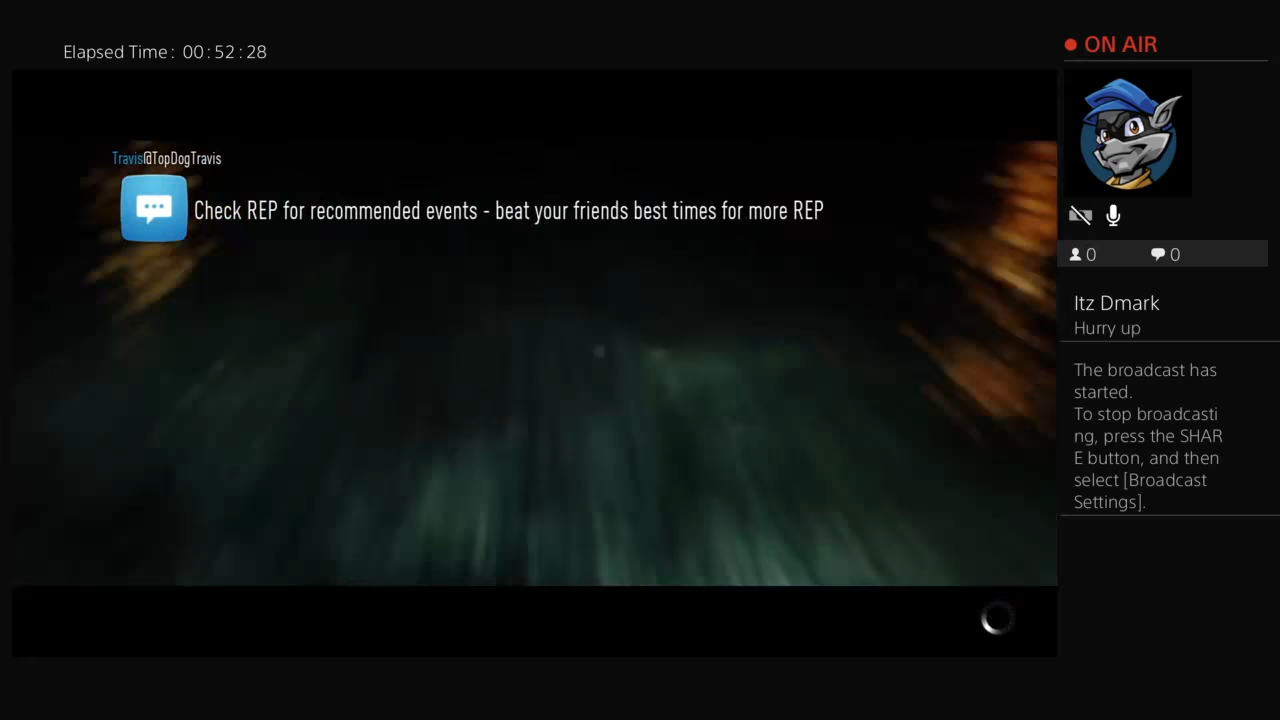 Elapsed Time: 00:52:28
ON AIR
Travis@TopDogTravis
Check REP for recommended events - beat your friends best times for more REP
0 0
Itz Dmark
Hurry up
The broadcast has
started.
To stop broadcasti
ng, press the SHAR
E button, and then
select [Broadcast
Settings].